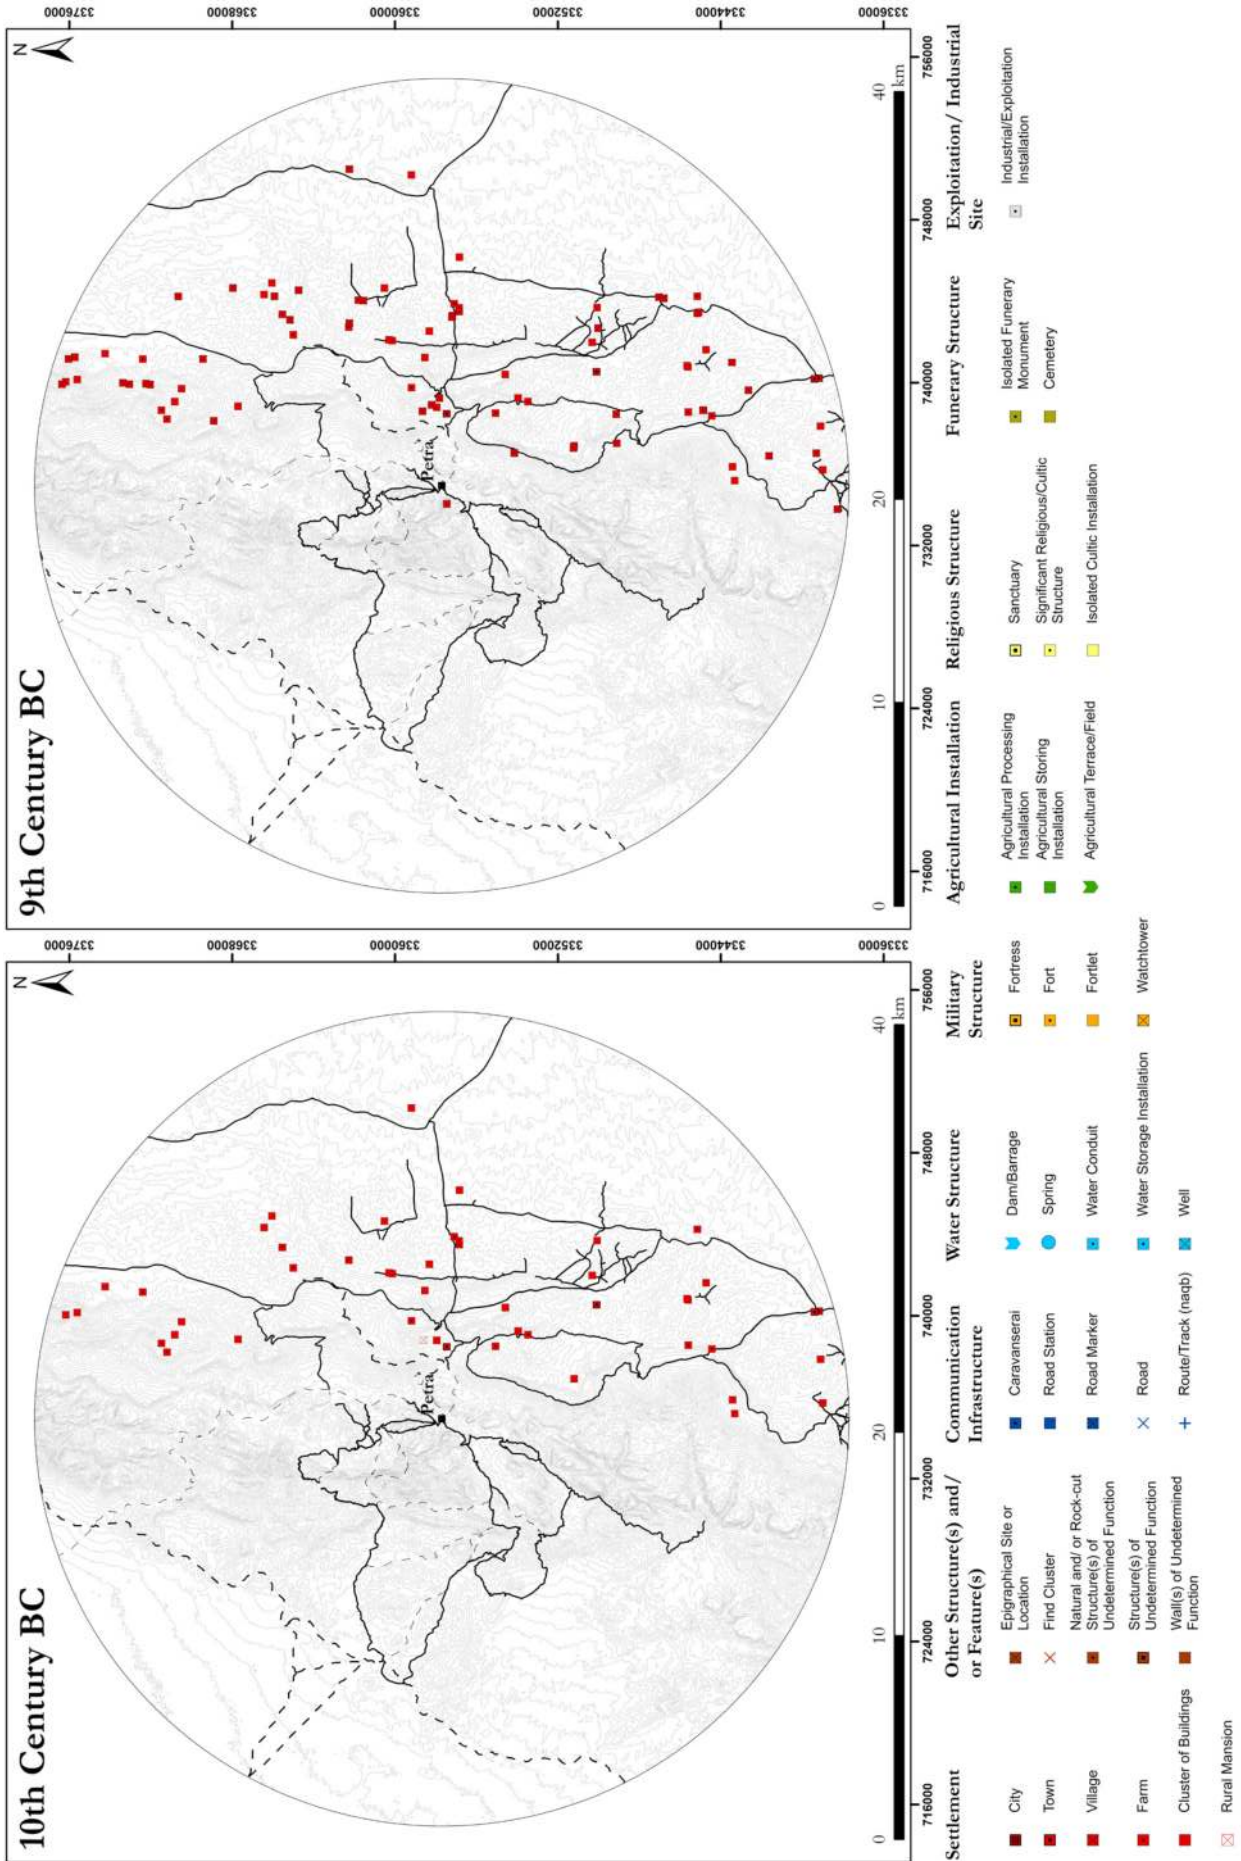 10th Century BC
N
3376000
3368000
3360000
3352000
3344000
3336000
Petra
716000
724000
732000
740000
748000
756000
0
10
20
40
km
9th Century BC
N
3376000
3368000
3360000
3352000
3344000
3336000
Petra
716000
724000
732000
740000
748000
756000
0
10
20
40
km
Settlement
City
Town
Village
Farm
Cluster of Buildings
Rural Mansion
Other Structure(s) and/
or Feature(s)
Epigraphical Site or
Location
Find Cluster
Natural and/ or Rock-cut
Structure(s) of
Undetermined Function
Structure(s) of
Undetermined Function
Wall(s) of Undetermined
Function
Communication
Infrastructure
Caravanserai
Road Station
Road Marker
Road
Route/Track (naqb)
Water Structure
Dam/Barrage
Spring
Water Conduit
Water Storage Installation
Well
Military
Structure
Fortress
Fort
Fortlet
Watchtower
Agricultural Installation
Agricultural Processing
Installation
Agricultural Storing
Installation
Agricultural Terrace/Field
Religious Structure
Sanctuary
Significant Religious/Cultic
Structure
Isolated Cultic Installation
Funerary Structure
Isolated Funerary
Monument
Cemetery
Exploitation/ Industrial
Site
Industrial/Exploitation
Installation